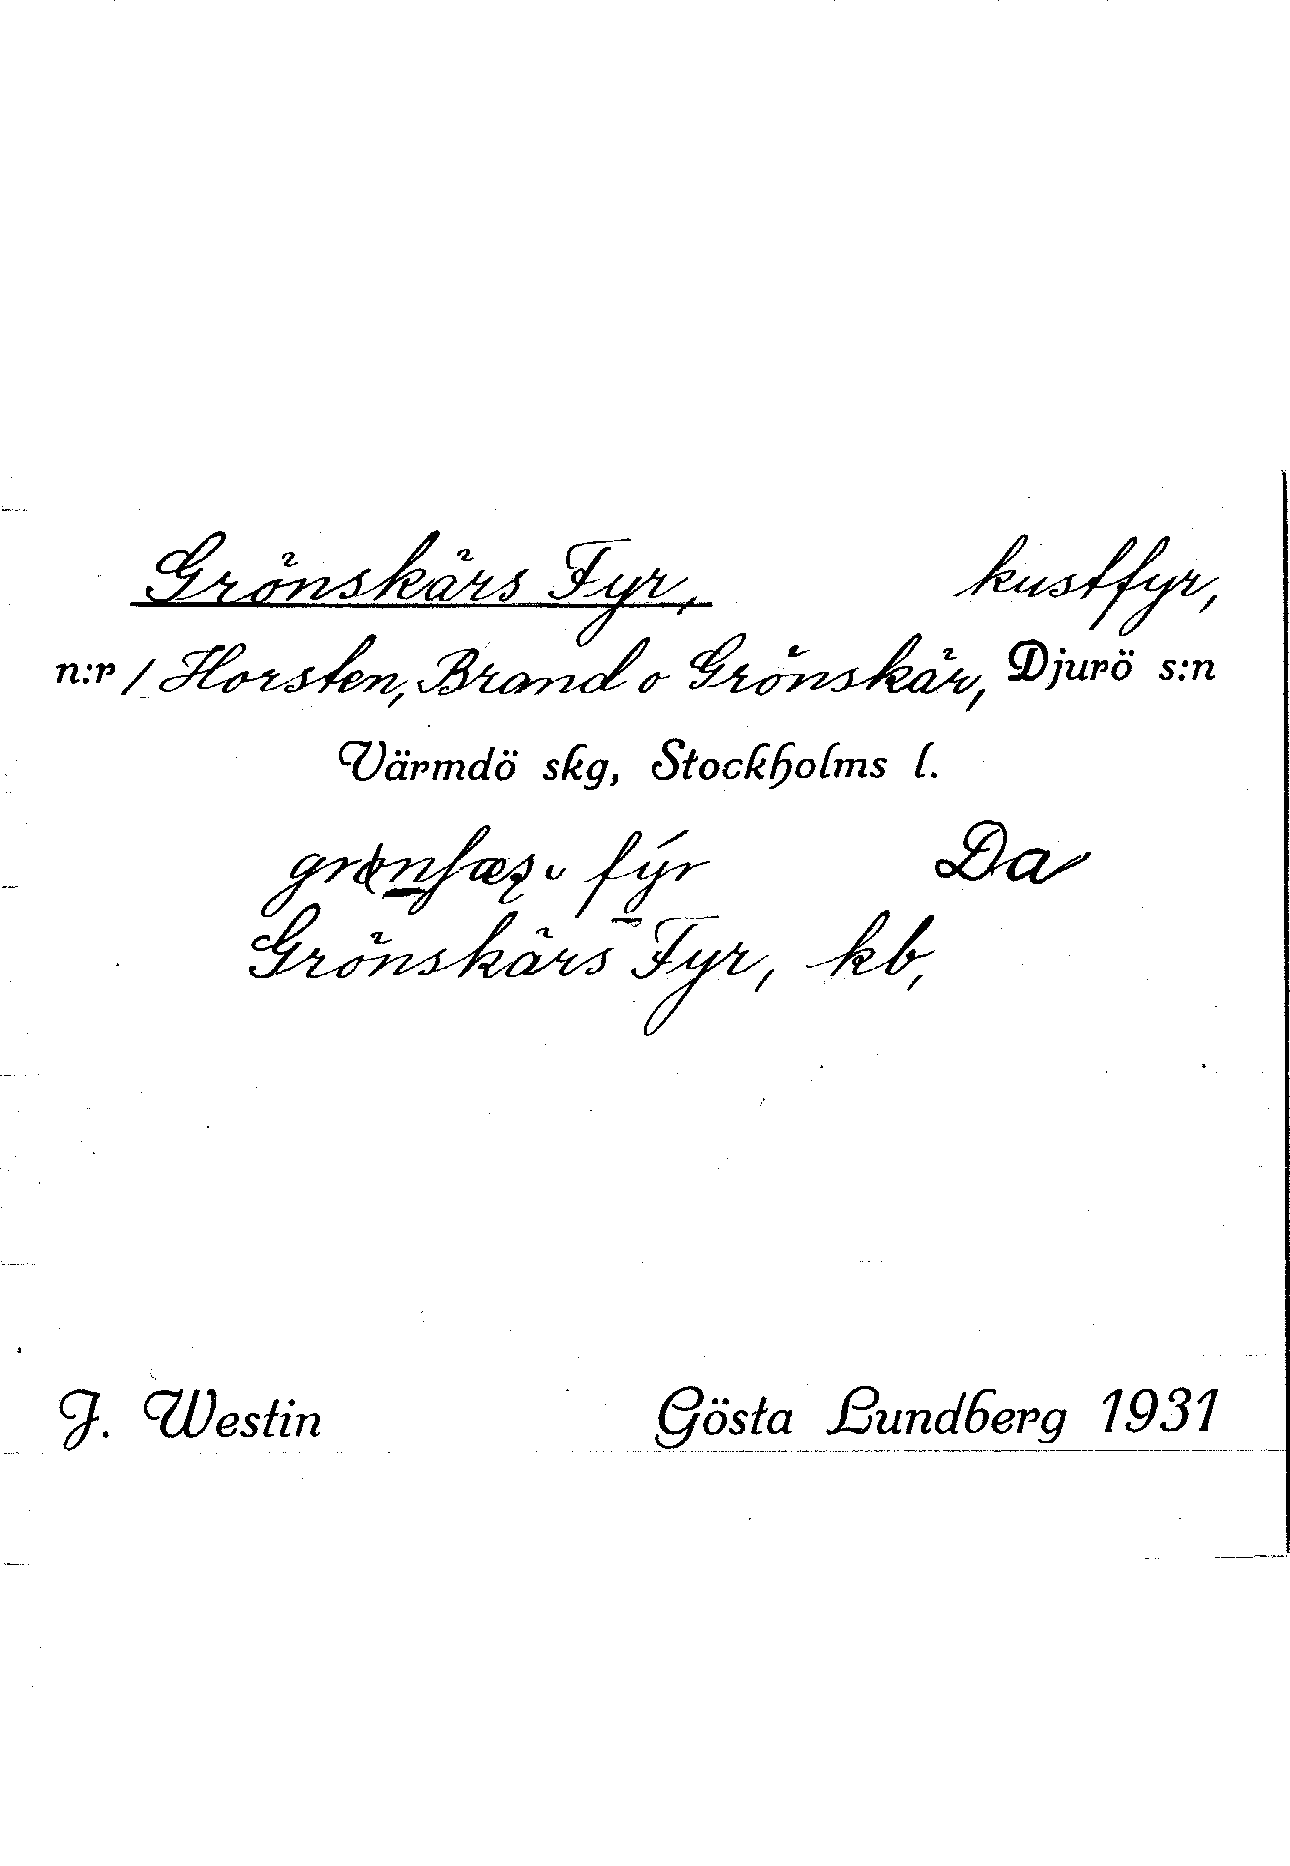 Grönskärs Fyr, kustfyr,
n:r 1 Horsten, Brand o Grönskär, Djurö s:n
Värmdö skg, Stockholms l.
fýr Da
Grönskärs Fyr, kb,
J. Westin Gösta Lundberg 1931